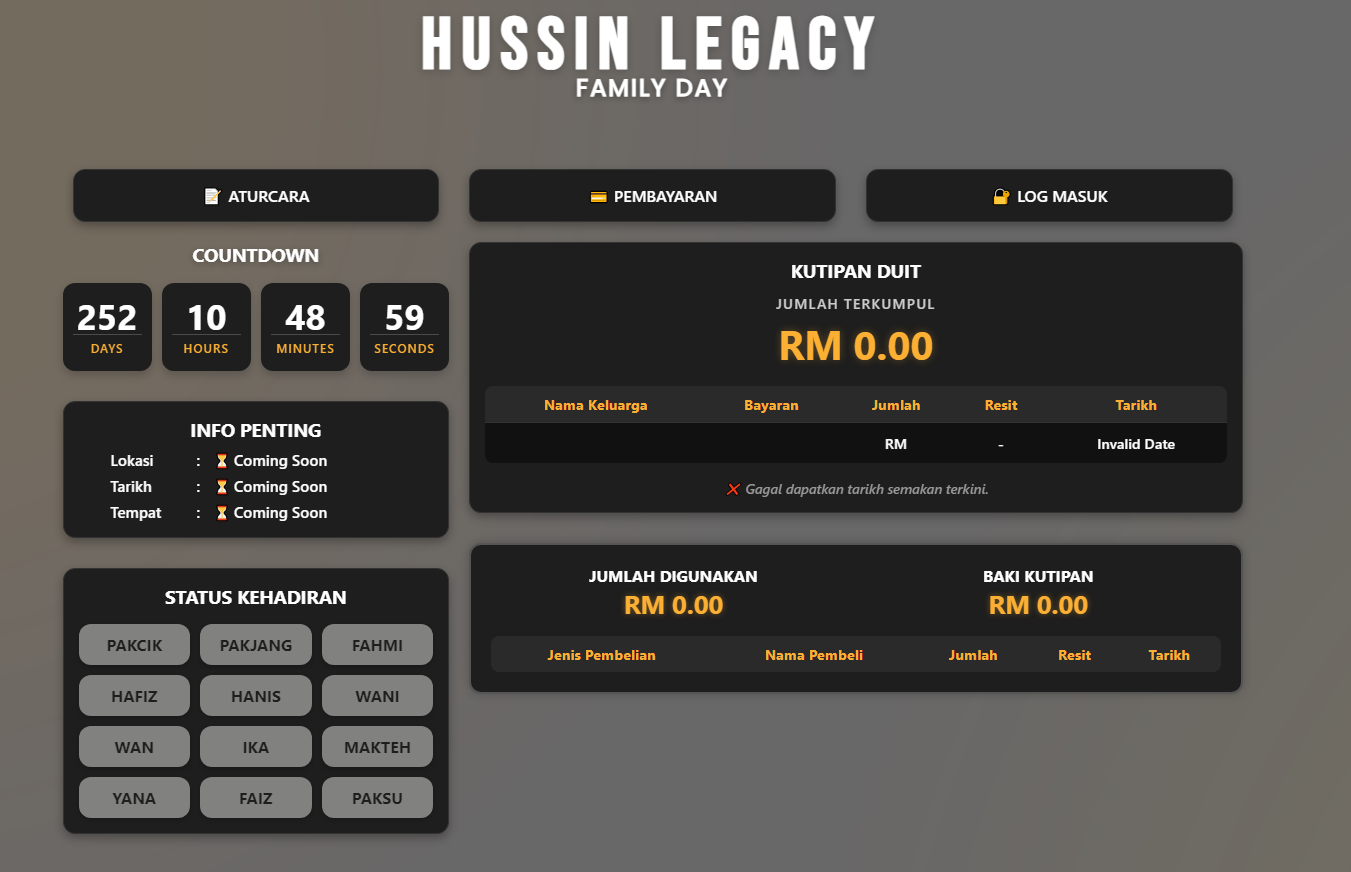 HUSSIN LEGACY
FAMILY DAY
📝 ATURCARA
💳 PEMBAYARAN
🔐 LOG MASUK
COUNTDOWN
252 10 48 59
DAYS HOURS MINUTES SECONDS
INFO PENTING
Lokasi : ⏳ Coming Soon
Tarikh : ⏳ Coming Soon
Tempat : ⏳ Coming Soon
STATUS KEHADIRAN
PAKCIK PAKJANG FAHMI
HAFIZ HANIS WANI
WAN IKA MAKTEH
YANA FAIZ PAKSU
KUTIPAN DUIT
JUMLAH TERKUMPUL
RM 0.00
Nama Keluarga Bayaran Jumlah Resit Tarikh
RM - Invalid Date
❌ Gagal dapatkan tarikh semakan terkini.
JUMLAH DIGUNAKAN BAKI KUTIPAN
RM 0.00 RM 0.00
Jenis Pembelian Nama Pembeli Jumlah Resit Tarikh